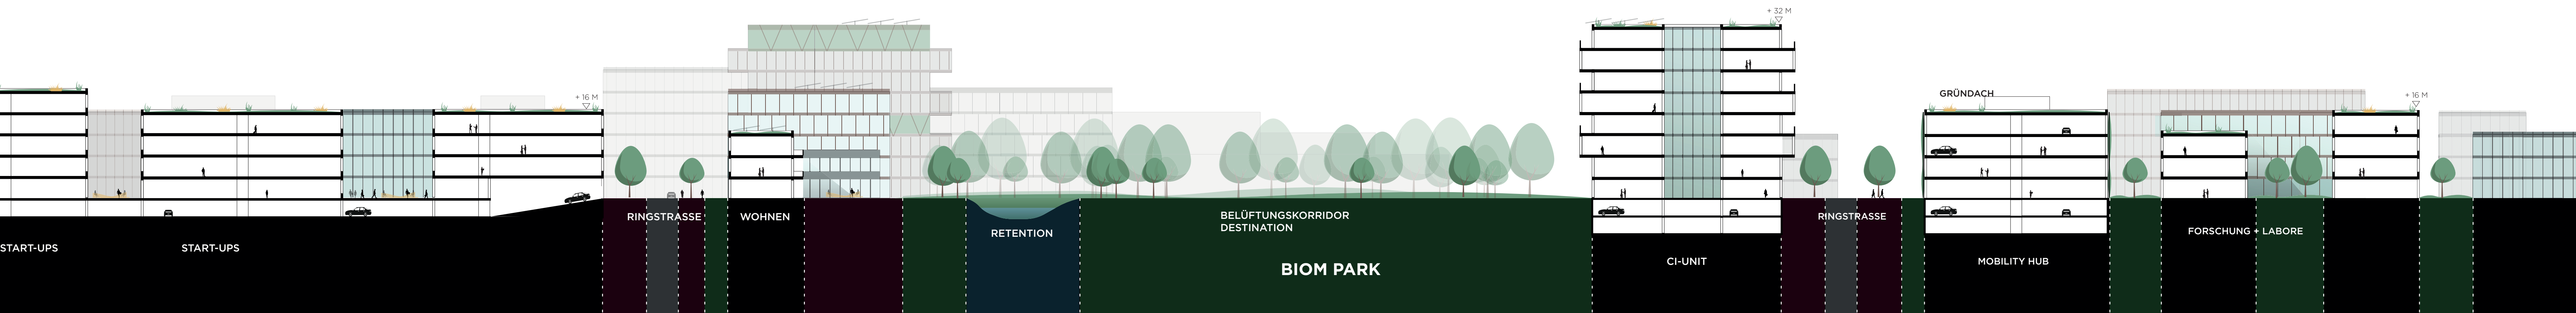 + 32 M
GRÜNDACH
+ 16 M
+ 16 M
RINGSTRASSE
WOHNEN
BELÜFTUNGSKORRIDOR
DESTINATION
RINGSTRASSE
RETENTION
FORSCHUNG + LABORE
START-UPS
START-UPS
BIOM PARK
CI-UNIT
MOBILITY HUB